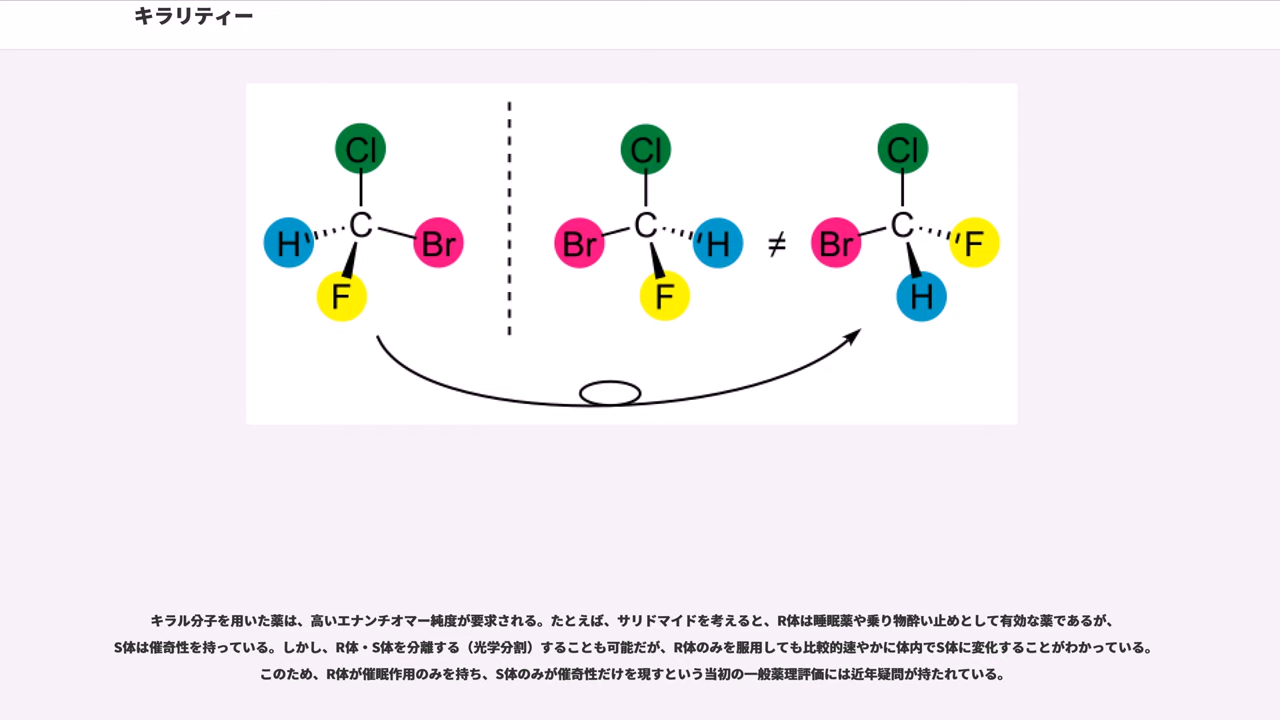 キラリティー
Cl Cl Cl
C C C
H Br Br H ≠ Br F
F F H
キラル分子を用いた薬は、高いエナンチオマー純度が要求される。たとえば、サリドマイドを考えると、R体は睡眠薬や乗り物酔い止めとして有効な薬であるが、
S体は催奇性を持っている。しかし、R体・S体を分離する（光学分割）することも可能だが、R体のみを服用しても比較的速やかに体内でS体に変化することがわかっている。
このため、R体が催眠作用のみを持ち、S体のみが催奇性だけを現すという当初の一般薬理評価には近年疑問が持たれている。